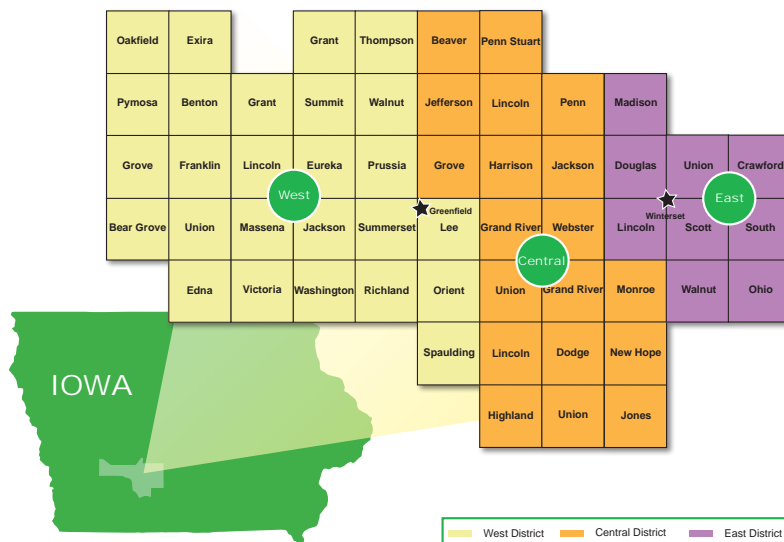 Oakfield Exira Grant Thompson Beaver Penn Stuart
Pymosa Benton Grant Summit Walnut Jefferson Lincoln Penn Madison
Grove Franklin Lincoln Eureka Prussia Grove Harrison Jackson Douglas Union Crawford
West East
Greenfield Winterset
Bear Grove Union Massena Jackson Summerset Lee Grand River Webster Lincoln Scott South
Central
Edna Victoria Washington Richland Orient Union Grand River Monroe Walnut Ohio
Spaulding Lincoln Dodge New Hope
IOWA
Highland Union Jones
West District Central District East District